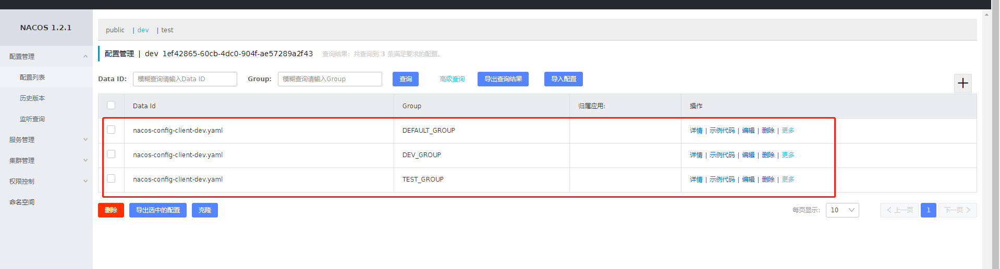 NACOS 1.2.1
配置管理
配置列表
历史版本
监听查询
服务管理
集群管理
权限控制
命名空间
public | dev | test
配置管理 | dev 1ef42865-60cb-4dc0-904f-ae57289a2f43 查询结果：共查询到 3 条满足要求的配置。
Data ID: 模糊查询请输入Data ID Group: 模糊查询请输入Group 查询 高级查询 导出查询结果 导入配置
Data Id Group 归属应用: 操作
nacos-config-client-dev.yaml DEFAULT_GROUP 详情 | 示例代码 | 编辑 | 删除 | 更多
nacos-config-client-dev.yaml DEV_GROUP 详情 | 示例代码 | 编辑 | 删除 | 更多
nacos-config-client-dev.yaml TEST_GROUP 详情 | 示例代码 | 编辑 | 删除 | 更多
删除 导出选中的配置 克隆 每页显示: 10 上一页 1 下一页